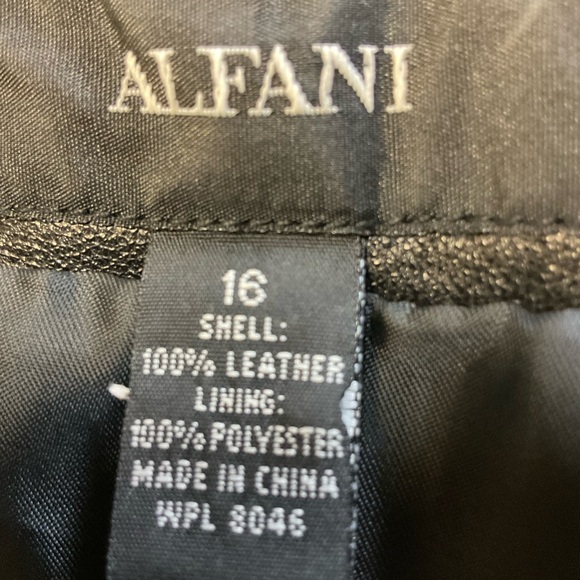 ALFANI
16
SHELL:
100% LEATHER
LINING:
100% POLYESTER
MADE IN CHINA
WPL 8046